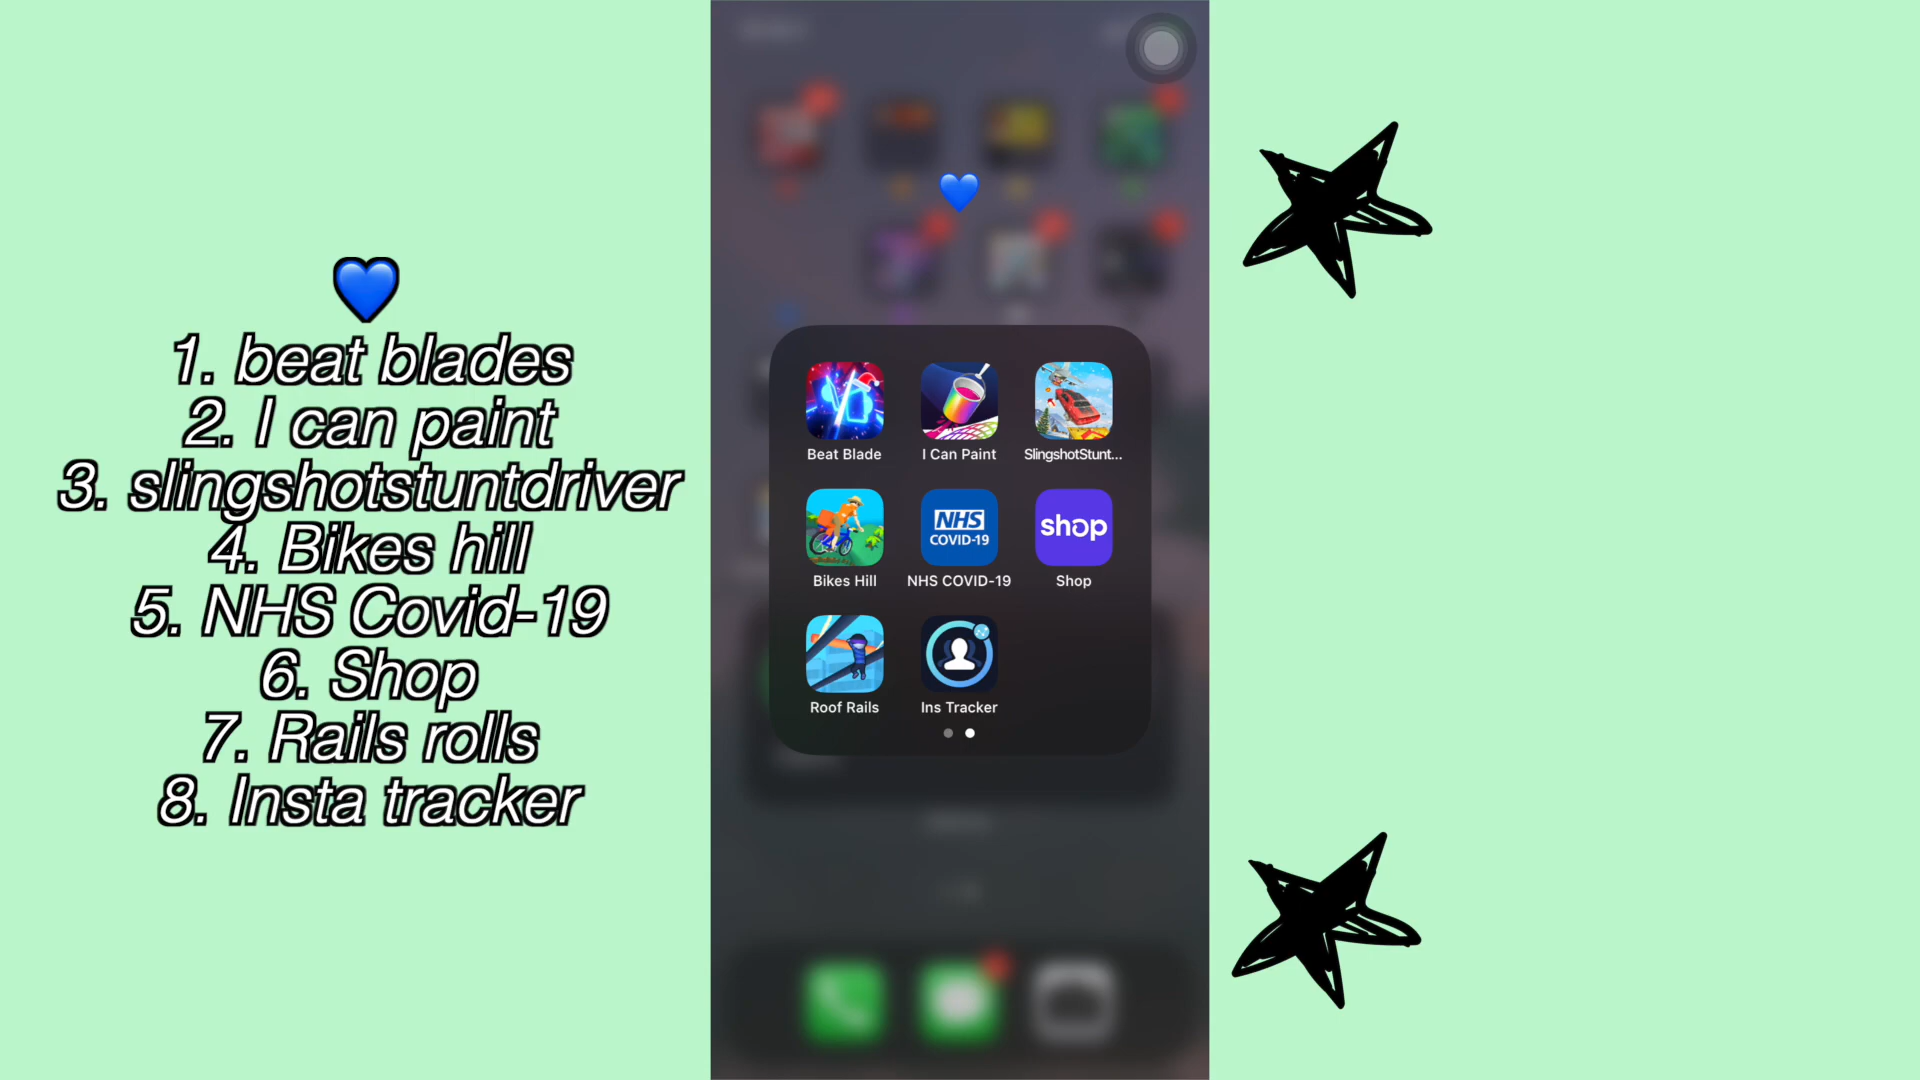 💙
1. beat blades
2. I can paint
3. slingshotstuntdriver
4. Bikes hill
5. NHS Covid-19
6. Shop
7. Rails rolls
8. Insta tracker
💙
Beat Blade
I Can Paint
SlingshotStunt...
NHS
COVID-19
shop
Bikes Hill
NHS COVID-19
Shop
Roof Rails
Ins Tracker